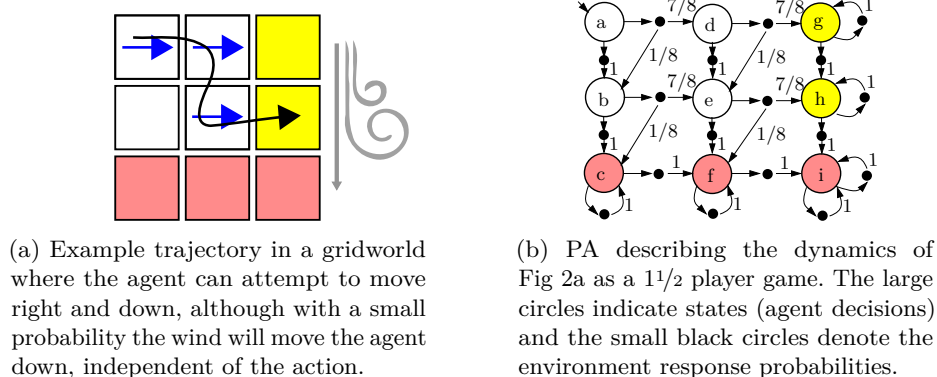 7/8
7/8
a
d
g
1
1/8
1/8
1
1
1
7/8
7/8
b
e
h
1
1/8
1/8
1
1
1
1
1
c
f
i
1
1
1
1
(a) Example trajectory in a gridworld
where the agent can attempt to move
right and down, although with a small
probability the wind will move the agent
down, independent of the action.
(b) PA describing the dynamics of
Fig 2a as a 1 1/2 player game. The large
circles indicate states (agent decisions)
and the small black circles denote the
environment response probabilities.